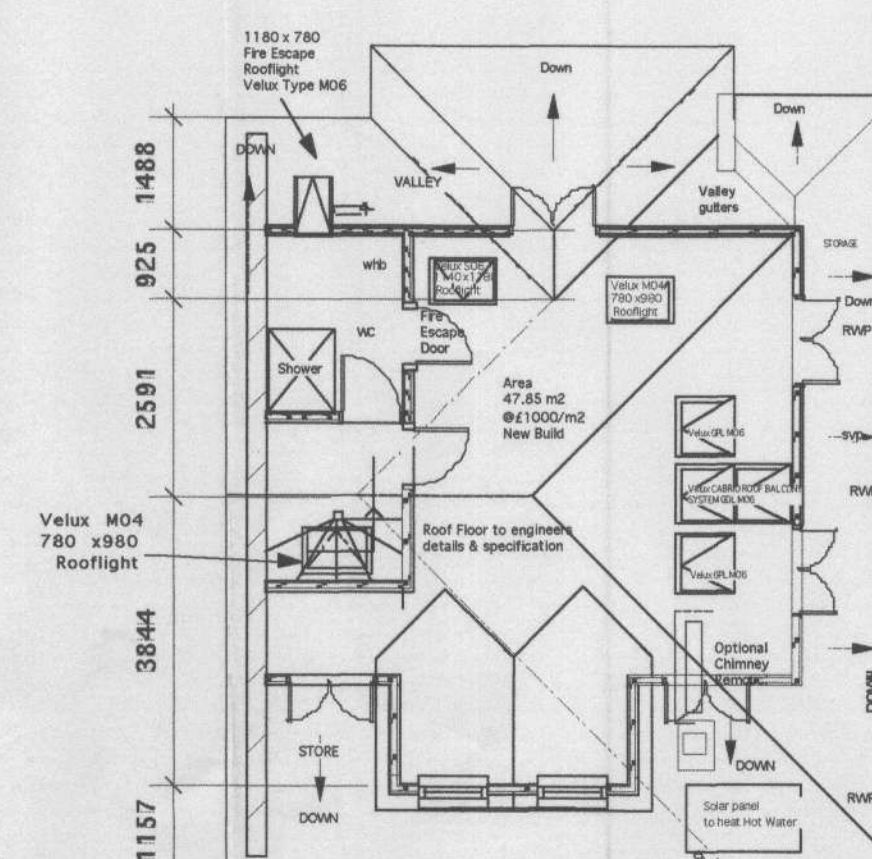 1180 x 780
Fire Escape
Rooflight
Velux Type M06
Down
Down
DOWN
VALLEY
Valley
gutters
1488
925
2591
3844
1157
whb
1140x1180
Rooflight
Velux M04
780 x980
Rooflight
STORAGE
Down
RWP
WC
Fire
Escape
Door
Shower
Area
47.85 m2
@£1000/m2
New Build
Velux GPL M06
svp
Velux CABRIO ROOF BALCONY
SYSTEM GDL M06
RW
Velux M04
780 x980
Rooflight
Roof Floor to engineers
details & specification
Velux GPL M06
Optional
Chimney
DOWN
STORE
DOWN
DOWN
Solar panel
to heat Hot Water
RWP